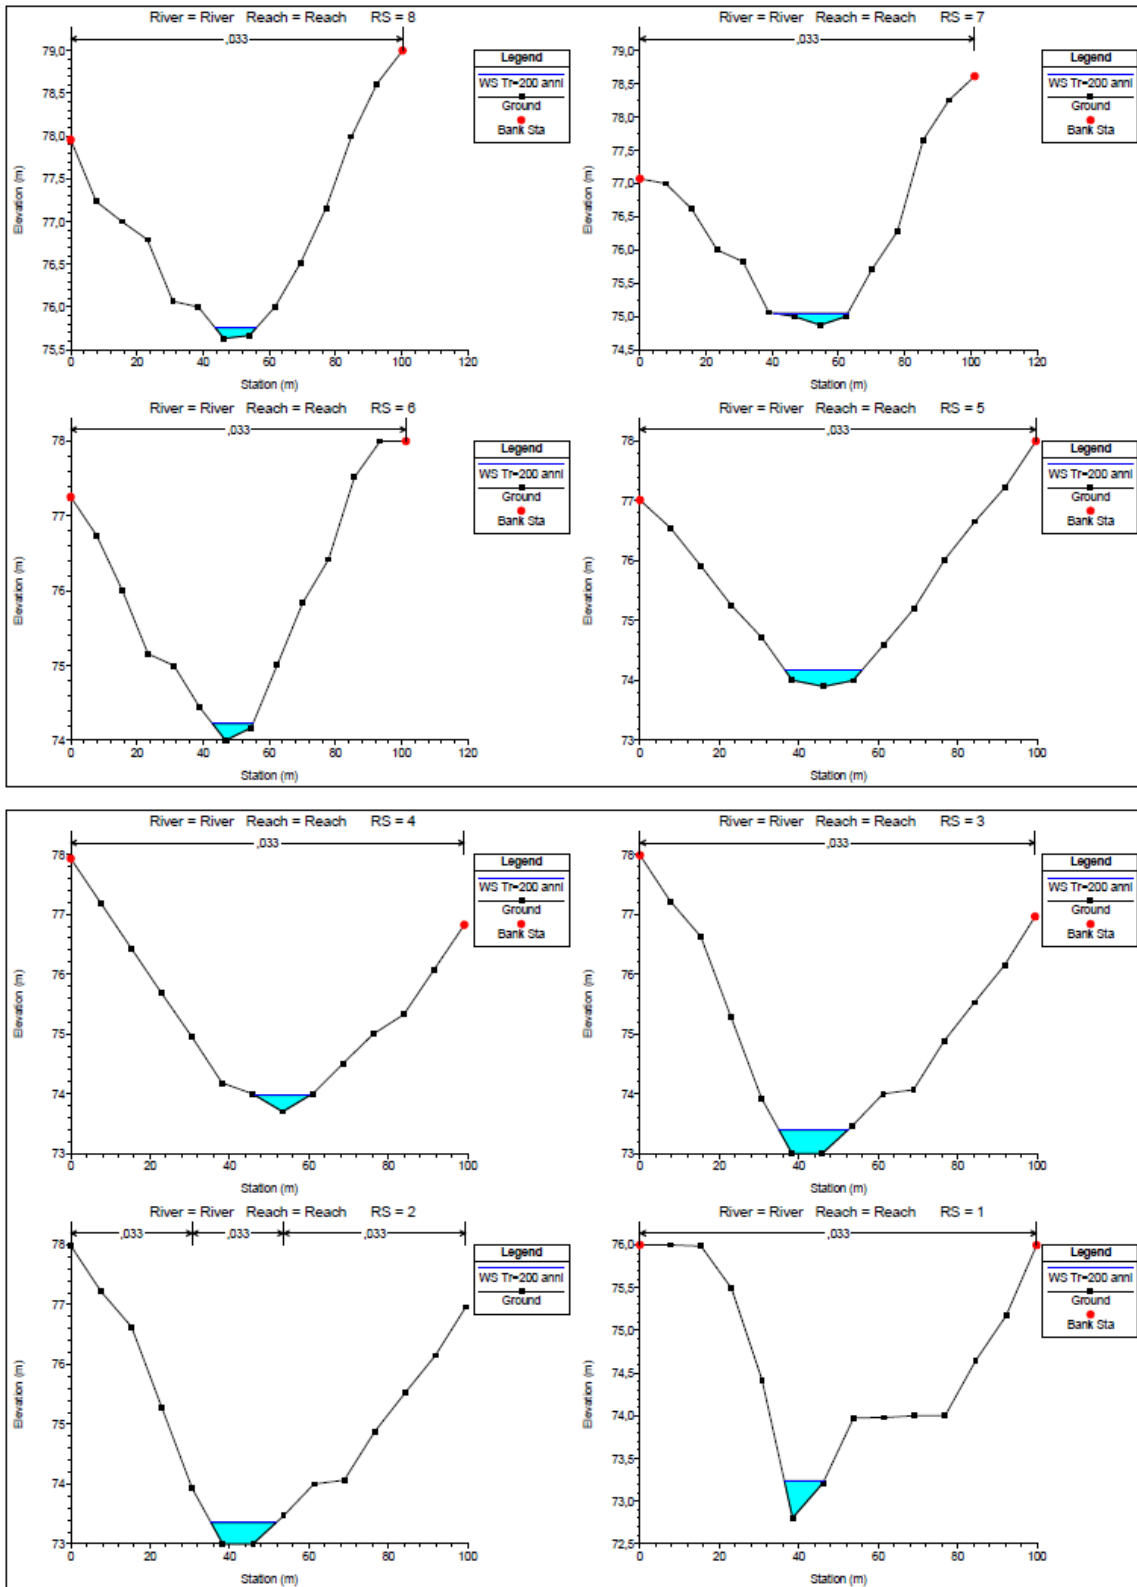 River = River Reach = Reach RS = 8
,033
Legend
WS Tr=200 anni
Ground
Bank Sta
Elevation (m)
79,0
78,5
78,0
77,5
77,0
76,5
76,0
75,5
0 20 40 60 80 100 120
Station (m)
River = River Reach = Reach RS = 7
,033
Legend
WS Tr=200 anni
Ground
Bank Sta
Elevation (m)
79,0
78,5
78,0
77,5
77,0
76,5
76,0
75,5
75,0
74,5
0 20 40 60 80 100 120
Station (m)
River = River Reach = Reach RS = 6
,033
Legend
WS Tr=200 anni
Ground
Bank Sta
Elevation (m)
78
77
76
75
74
0 20 40 60 80 100 120
Station (m)
River = River Reach = Reach RS = 5
,033
Legend
WS Tr=200 anni
Ground
Bank Sta
Elevation (m)
78
77
76
75
74
73
0 20 40 60 80 100
Station (m)
River = River Reach = Reach RS = 4
,033
Legend
WS Tr=200 anni
Ground
Bank Sta
Elevation (m)
78
77
76
75
74
73
0 20 40 60 80 100
Station (m)
River = River Reach = Reach RS = 3
,033
Legend
WS Tr=200 anni
Ground
Bank Sta
Elevation (m)
78
77
76
75
74
73
0 20 40 60 80 100
Station (m)
River = River Reach = Reach RS = 2
,033 ,033 ,033
Legend
WS Tr=200 anni
Ground
Elevation (m)
78
77
76
75
74
73
0 20 40 60 80 100
Station (m)
River = River Reach = Reach RS = 1
,033
Legend
WS Tr=200 anni
Ground
Bank Sta
Elevation (m)
76,0
75,5
75,0
74,5
74,0
73,5
73,0
72,5
0 20 40 60 80 100
Station (m)